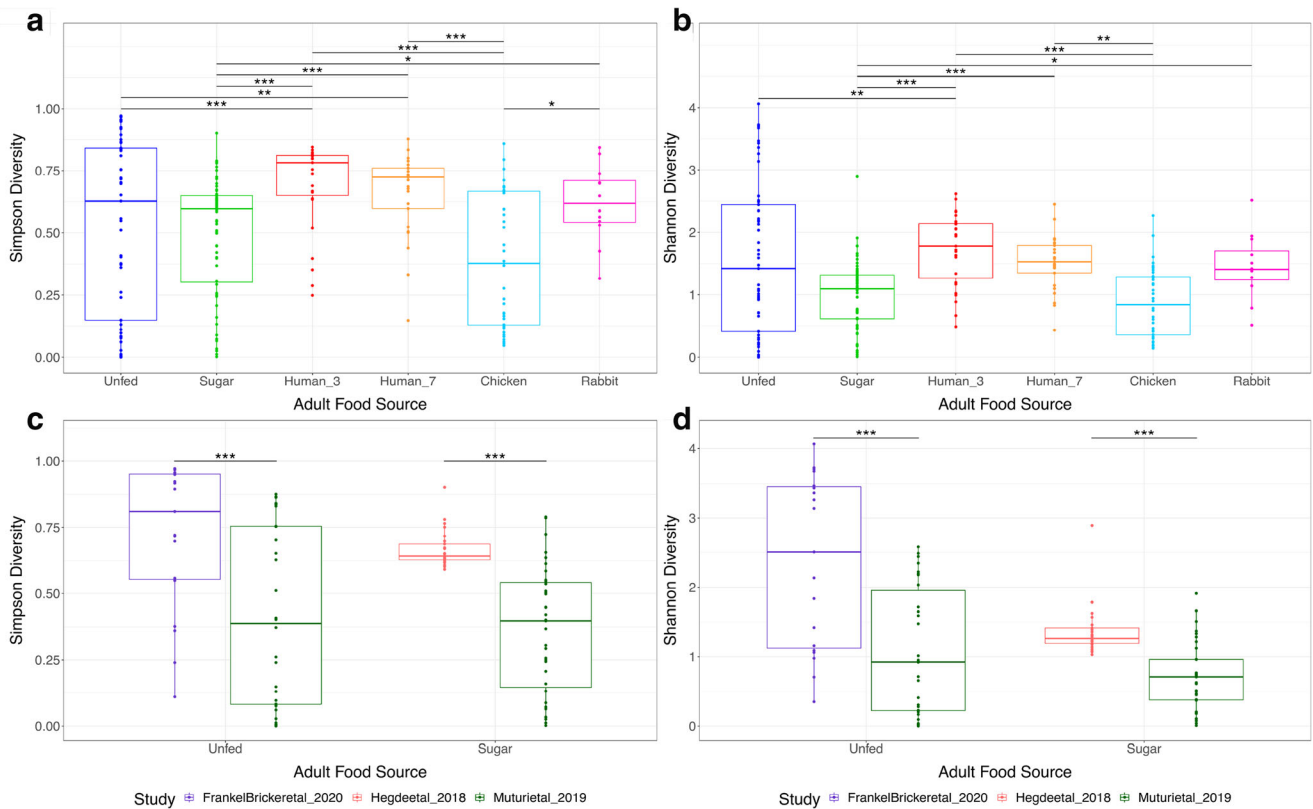 a
***
***
*
***
***
**
***
*
1.00
0.75
0.50
0.25
0.00
Simpson Diversity
Unfed Sugar Human_3 Human_7 Chicken Rabbit
Adult Food Source
b
**
***
*
***
***
**
4
3
2
1
0
Shannon Diversity
Unfed Sugar Human_3 Human_7 Chicken Rabbit
Adult Food Source
c
*** ***
1.00
0.75
0.50
0.25
0.00
Simpson Diversity
Unfed Sugar
Adult Food Source
Study FrankelBrickeretal_2020 Hegdeetal_2018 Muturietal_2019
d
*** ***
4
3
2
1
0
Shannon Diversity
Unfed Sugar
Adult Food Source
Study FrankelBrickeretal_2020 Hegdeetal_2018 Muturietal_2019